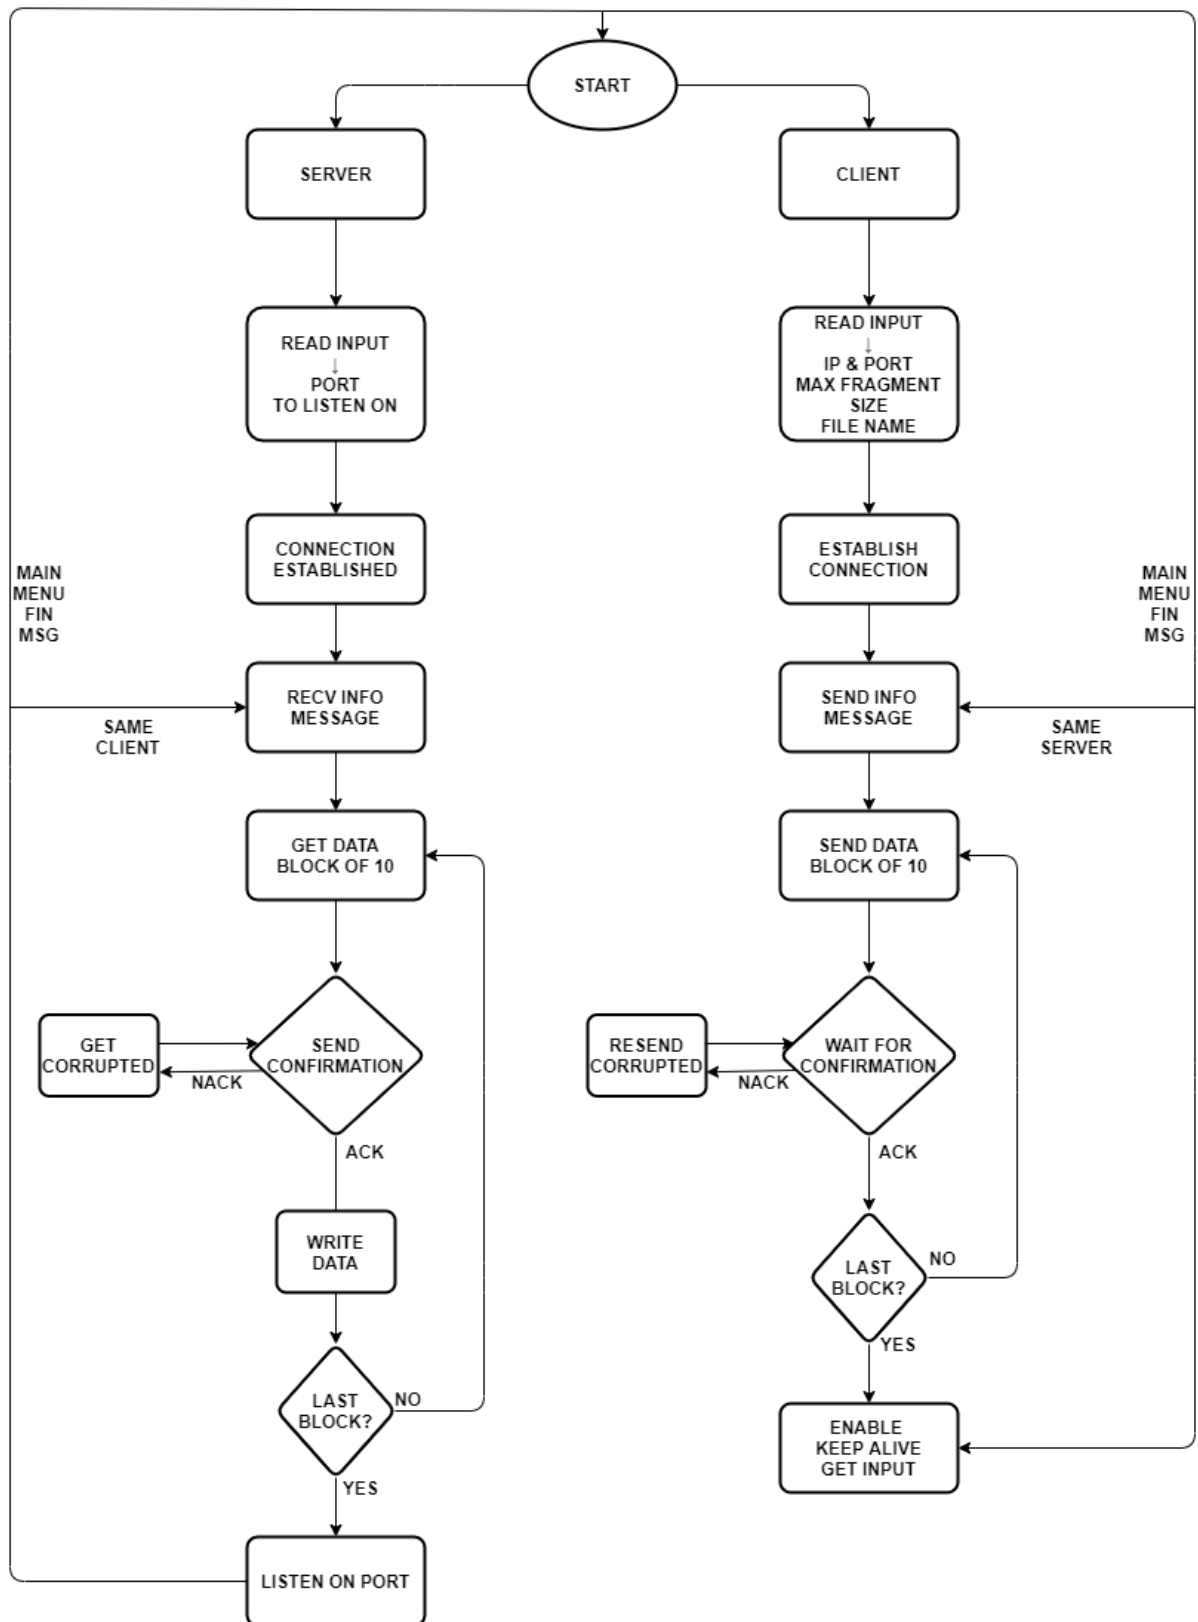 START
SERVER
CLIENT
READ INPUT
↓
PORT
TO LISTEN ON
READ INPUT
↓
IP & PORT
MAX FRAGMENT
SIZE
FILE NAME
CONNECTION
ESTABLISHED
ESTABLISH
CONNECTION
MAIN
MENU
FIN
MSG
MAIN
MENU
FIN
MSG
RECV INFO
MESSAGE
SEND INFO
MESSAGE
SAME
CLIENT
SAME
SERVER
GET DATA
BLOCK OF 10
SEND DATA
BLOCK OF 10
GET
CORRUPTED
SEND
CONFIRMATION
NACK
RESEND
CORRUPTED
WAIT FOR
CONFIRMATION
NACK
ACK
ACK
WRITE
DATA
LAST
BLOCK?
NO
YES
LAST
BLOCK?
NO
YES
ENABLE
KEEP ALIVE
GET INPUT
LISTEN ON PORT